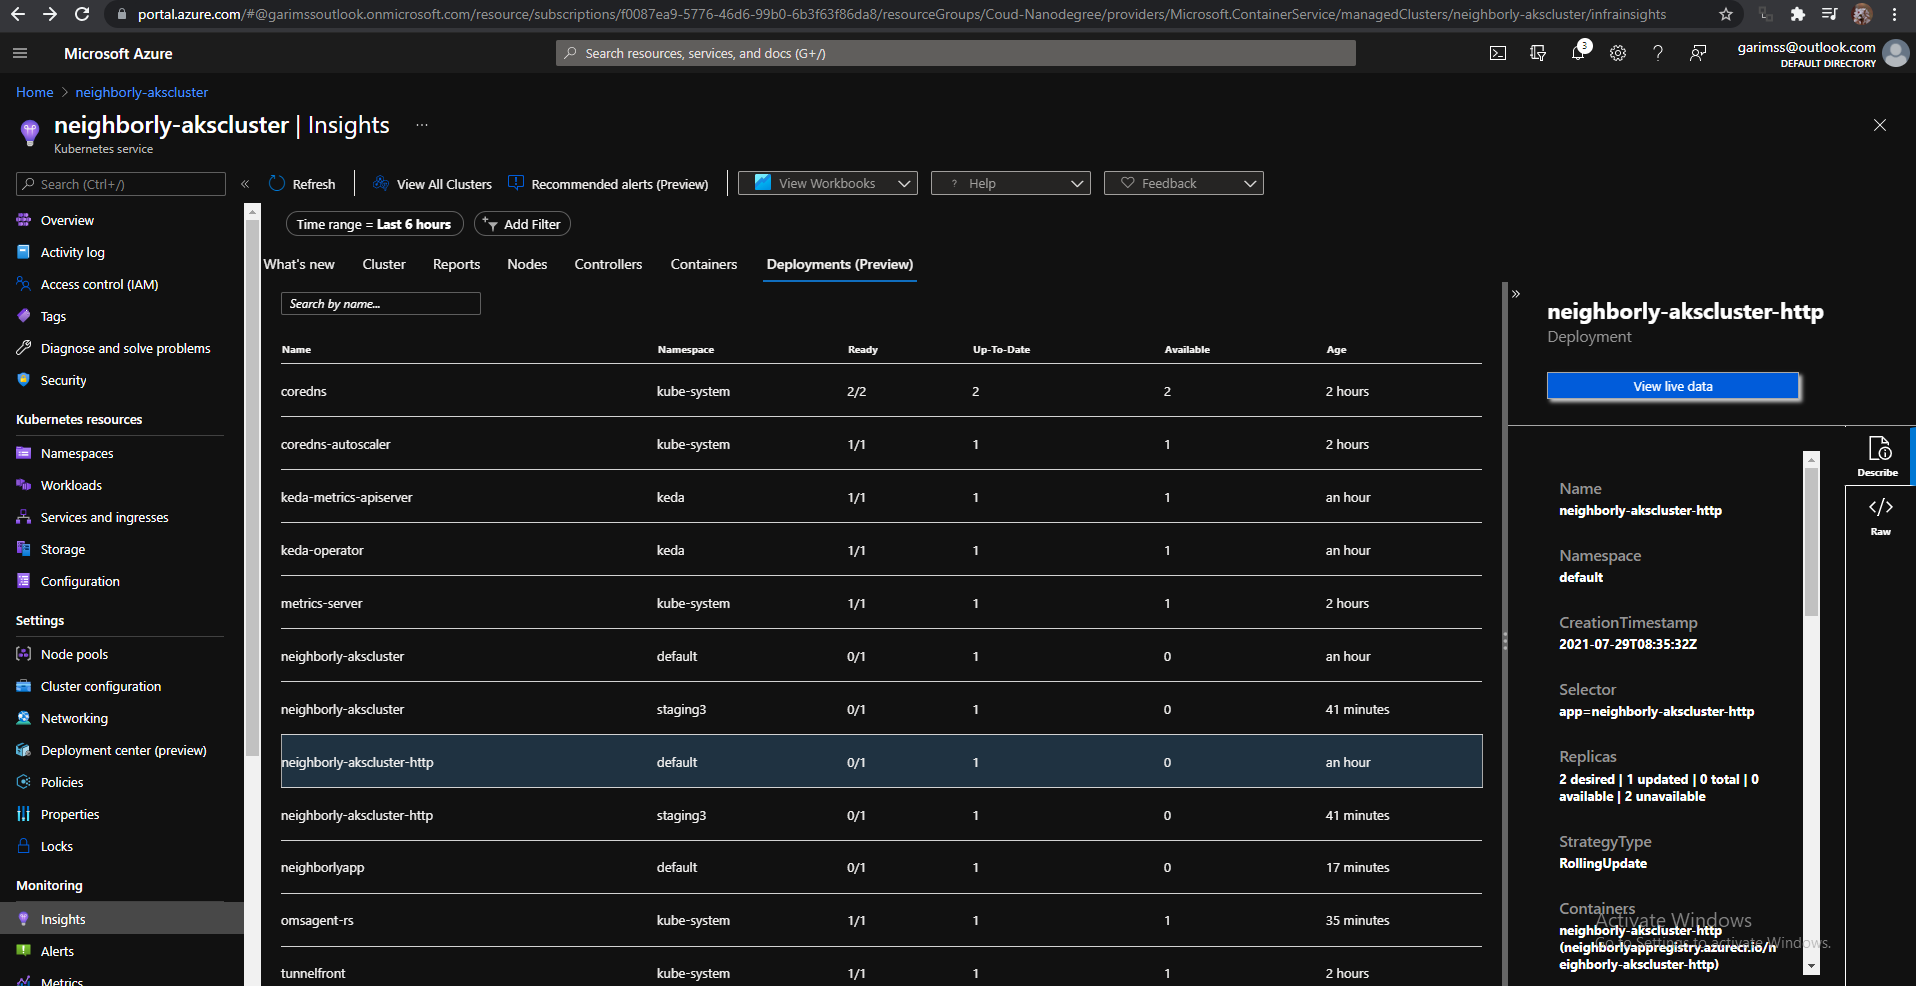 portal.azure.com/#@garimssoutlook.onmicrosoft.com/resource/subscriptions/f0087ea9-5776-46d6-99b0-6b3f63f86da8/resourceGroups/Coud-Nanodegree/providers/Microsoft.ContainerService/managedClusters/neighborly-akscluster/infrainsights
Microsoft Azure
Search resources, services, and docs (G+/)
3
garimss@outlook.com
DEFAULT DIRECTORY
Home > neighborly-akscluster
neighborly-akscluster | Insights ...
Kubernetes service
Search (Ctrl+/)
«
Refresh
View All Clusters
Recommended alerts (Preview)
View Workbooks
? Help
Feedback
Time range = Last 6 hours
Add Filter
What's new Cluster Reports Nodes Controllers Containers Deployments (Preview)
Overview
Activity log
Access control (IAM)
Tags
Diagnose and solve problems
Security
Kubernetes resources
Namespaces
Workloads
Services and ingresses
Storage
Configuration
Settings
Node pools
Cluster configuration
Networking
Deployment center (preview)
Policies
Properties
Locks
Monitoring
Insights
Alerts
Metrics
Search by name...
Name Namespace Ready Up-To-Date Available Age
coredns kube-system 2/2 2 2 2 hours
coredns-autoscaler kube-system 1/1 1 1 2 hours
keda-metrics-apiserver keda 1/1 1 1 an hour
keda-operator keda 1/1 1 1 an hour
metrics-server kube-system 1/1 1 1 2 hours
neighborly-akscluster default 0/1 1 0 an hour
neighborly-akscluster staging3 0/1 1 0 41 minutes
neighborly-akscluster-http default 0/1 1 0 an hour
neighborly-akscluster-http staging3 0/1 1 0 41 minutes
neighborlyapp default 0/1 1 0 17 minutes
omsagent-rs kube-system 1/1 1 1 35 minutes
tunnelfront kube-system 1/1 1 1 2 hours
»
neighborly-akscluster-http
Deployment
View live data
Describe
</>
Raw
Name
neighborly-akscluster-http
Namespace
default
CreationTimestamp
2021-07-29T08:35:32Z
Selector
app=neighborly-akscluster-http
Replicas
2 desired | 1 updated | 0 total | 0
available | 2 unavailable
StrategyType
RollingUpdate
Containers
neighborly-akscluster-http
(neighborlyappregistry.azurecr.io/n
eighborly-akscluster-http)
Activate Windows
Go to Settings to activate Windows.